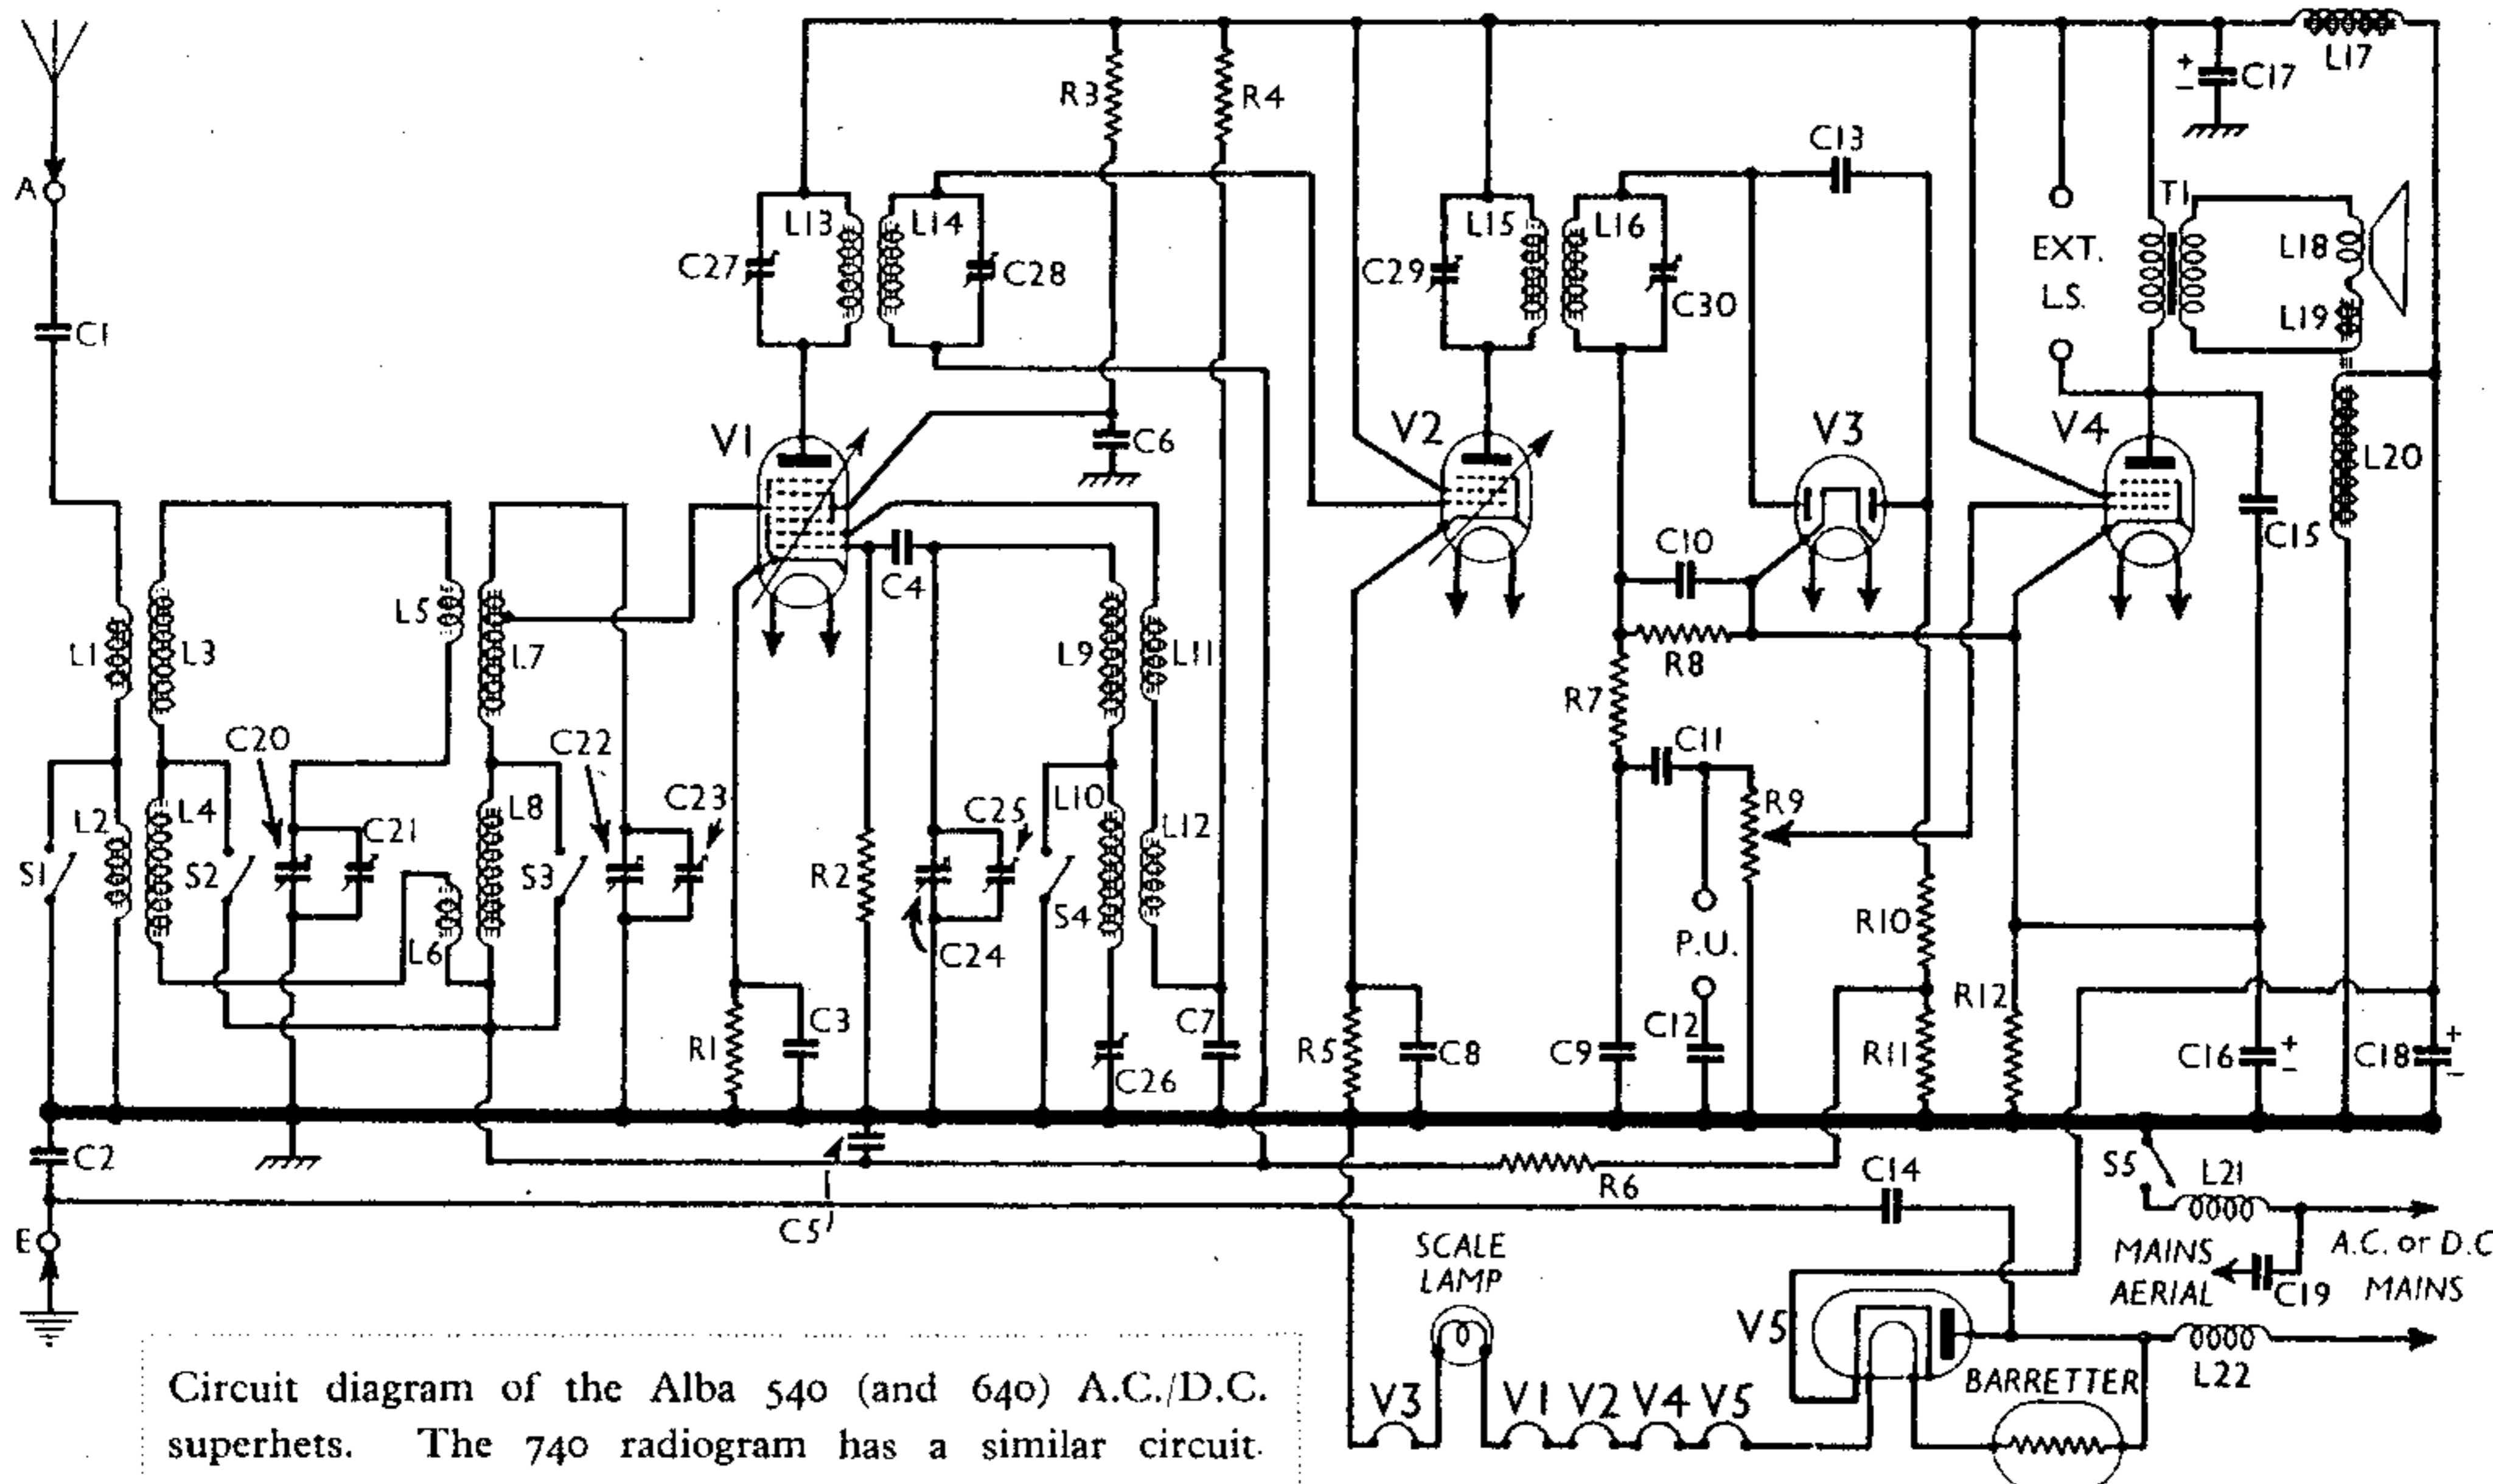 L17
R3
R4
+
−
C17
C13
A
T1
L13
L14
L15
L16
EXT.
L.S.
L18
C27
C28
C29
C30
L19
C1
V1
C6
V2
V3
V4
L20
C10
C15
C4
L5
L1
L3
L7
L9
L11
R8
R7
C20
C22
C11
C23
L10
C25
R9
L2
L4
C21
L8
L12
S1
S2
S3
R2
S4
L6
C24
R10
P.U.
R12
C3
C7
C12
R1
R5
C8
C9
R11
C16
+
−
C18
+
−
C26
C2
S5
L21
C14
R6
C5
E
SCALE
LAMP
MAINS
AERIAL
C19
A.C. or D.C
MAINS
V5
BARRETTER
L22
V3
V1
V2
V4
V5
Circuit diagram of the Alba 540 (and 640) A.C./D.C.
superhets. The 740 radiogram has a similar circuit.